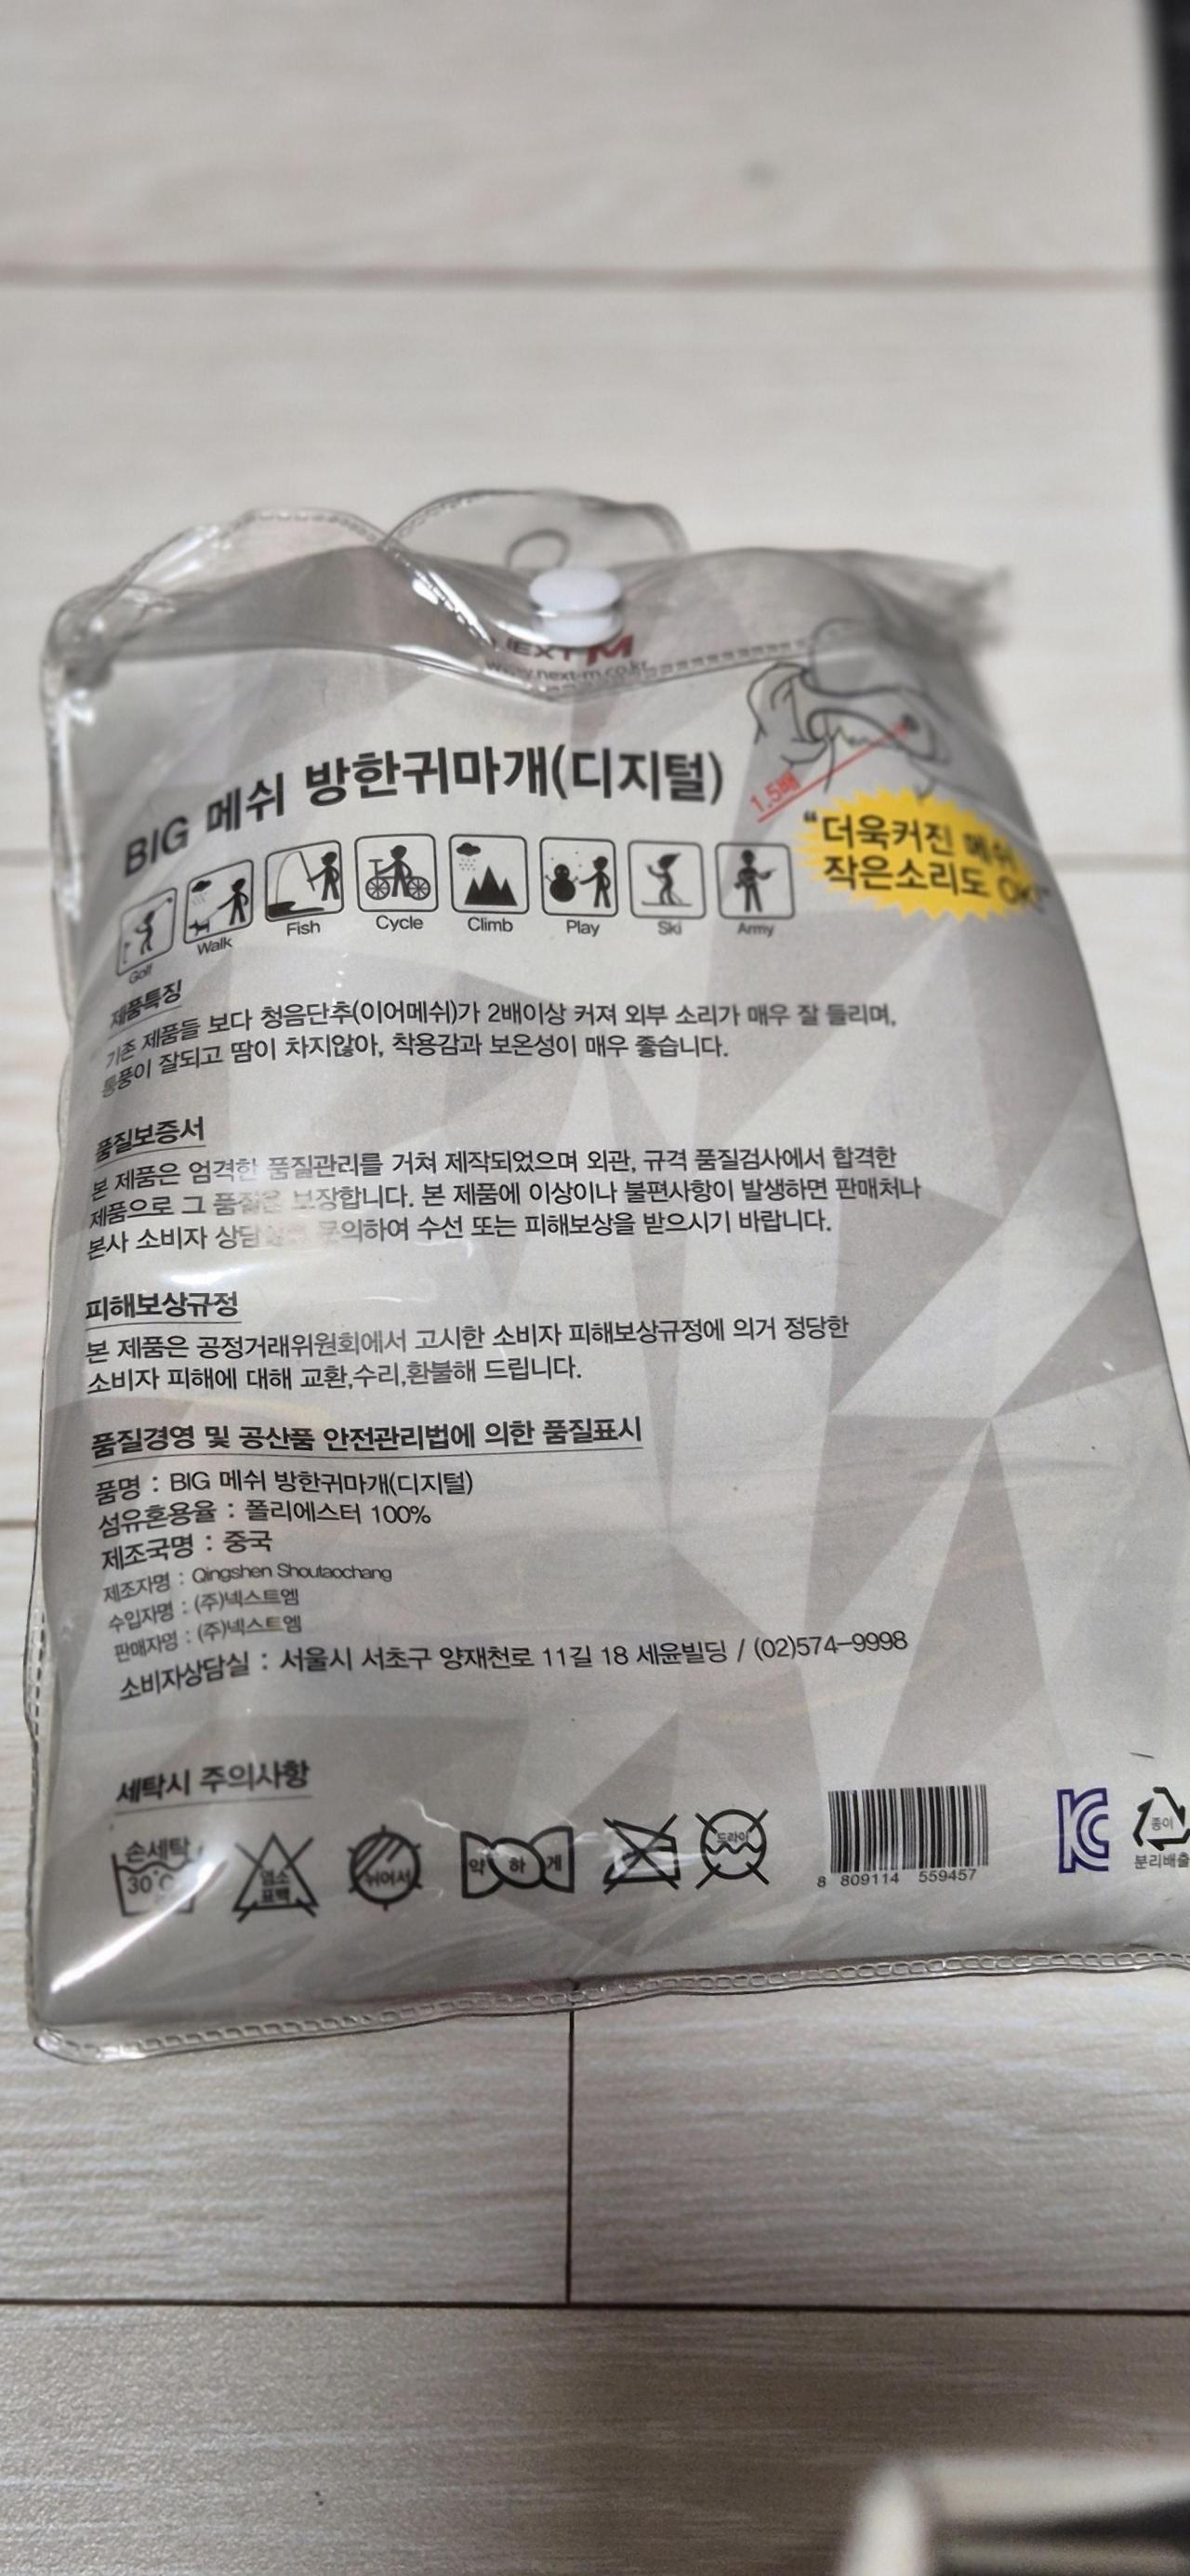 NEXT M
www.next-m.co.kr
BIG 메쉬 방한귀마개(디지털)
1.5배
"더욱커진 메쉬
작은소리도 OK!"
Golf Walk Fish Cycle Climb Play Ski Army
제품특징
기존 제품들 보다 청음단추(이어메쉬)가 2배이상 커져 외부 소리가 매우 잘 들리며,
통풍이 잘되고 땀이 차지않아, 착용감과 보온성이 매우 좋습니다.
품질보증서
본 제품은 엄격한 품질관리를 거쳐 제작되었으며 외관, 규격 품질검사에서 합격한
제품으로 그 품질을 보장합니다. 본 제품에 이상이나 불편사항이 발생하면 판매처나
본사 소비자 문의하여 수선 또는 피해보상을 받으시기 바랍니다.
피해보상규정
본 제품은 공정거래위원회에서 고시한 소비자 피해보상규정에 의거 정당한
소비자 피해에 대해 교환,수리,환불해 드립니다.
품질경영 및 공산품 안전관리법에 의한 품질표시
품명 : BIG 메쉬 방한귀마개(디지털)
섬유혼용율 : 폴리에스터 100%
제조국명 : 중국
제조자명 : Qingshen Shoutaochang
수입자명 : (주)넥스트엠
판매자명 : (주)넥스트엠
소비자상담실 : 서울시 서초구 양재천로 11길 18 세윤빌딩 / (02)574-9998
세탁시 주의사항
손세탁
30°C
염소
표백
뉘어서
약 하 게
드라이
8 809114 559457
KC
종이
분리배출